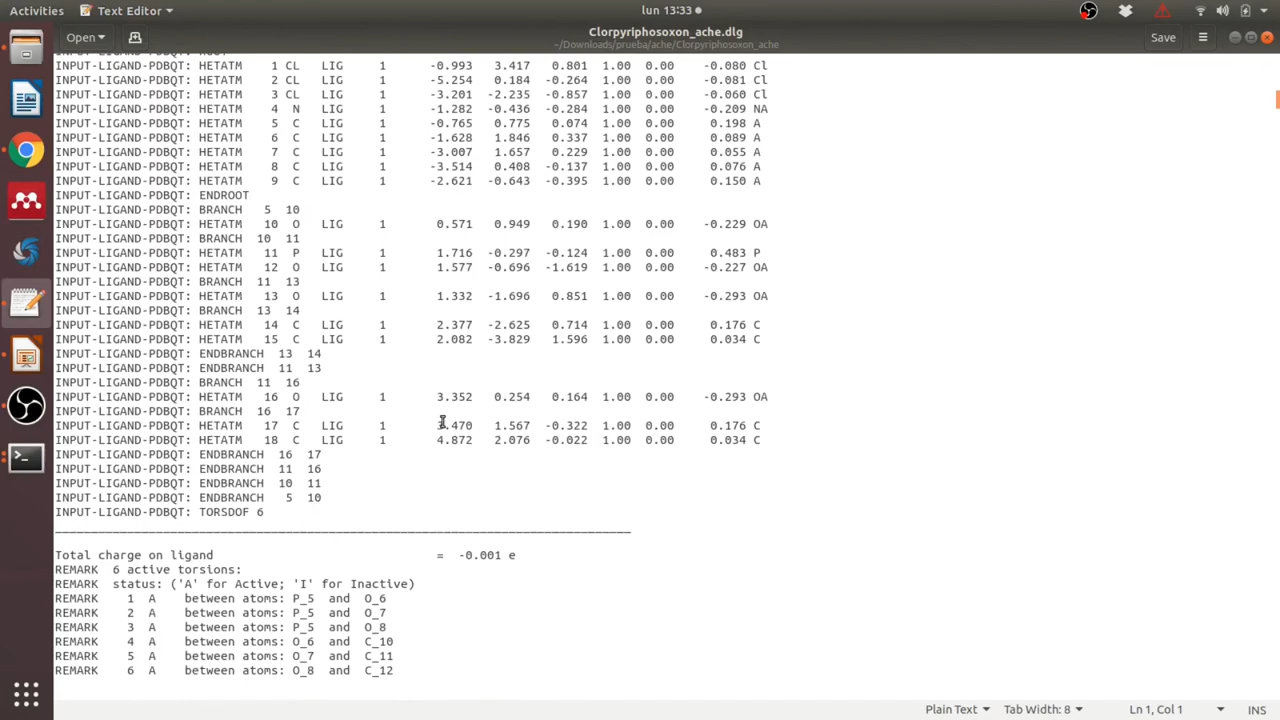 Activities Text Editor lun 13:33
Open Clorpyriphosoxon_ache.dlg Save
~/Downloads/prueba/ache/Clorpyriphosoxon_ache
INPUT-LIGAND-PDBQT: HETATM 1 CL LIG 1 -0.993 3.417 0.801 1.00 0.00 -0.080 Cl
INPUT-LIGAND-PDBQT: HETATM 2 CL LIG 1 -5.254 0.184 -0.264 1.00 0.00 -0.081 Cl
INPUT-LIGAND-PDBQT: HETATM 3 CL LIG 1 -3.201 -2.235 -0.857 1.00 0.00 -0.060 Cl
INPUT-LIGAND-PDBQT: HETATM 4 N LIG 1 -1.282 -0.436 -0.284 1.00 0.00 -0.209 NA
INPUT-LIGAND-PDBQT: HETATM 5 C LIG 1 -0.765 0.775 0.074 1.00 0.00 0.198 A
INPUT-LIGAND-PDBQT: HETATM 6 C LIG 1 -1.628 1.846 0.337 1.00 0.00 0.089 A
INPUT-LIGAND-PDBQT: HETATM 7 C LIG 1 -3.007 1.657 0.229 1.00 0.00 0.055 A
INPUT-LIGAND-PDBQT: HETATM 8 C LIG 1 -3.514 0.408 -0.137 1.00 0.00 0.076 A
INPUT-LIGAND-PDBQT: HETATM 9 C LIG 1 -2.621 -0.643 -0.395 1.00 0.00 0.150 A
INPUT-LIGAND-PDBQT: ENDROOT
INPUT-LIGAND-PDBQT: BRANCH 5 10
INPUT-LIGAND-PDBQT: HETATM 10 O LIG 1 0.571 0.949 0.190 1.00 0.00 -0.229 OA
INPUT-LIGAND-PDBQT: BRANCH 10 11
INPUT-LIGAND-PDBQT: HETATM 11 P LIG 1 1.716 -0.297 -0.124 1.00 0.00 0.483 P
INPUT-LIGAND-PDBQT: HETATM 12 O LIG 1 1.577 -0.696 -1.619 1.00 0.00 -0.227 OA
INPUT-LIGAND-PDBQT: BRANCH 11 13
INPUT-LIGAND-PDBQT: HETATM 13 O LIG 1 1.332 -1.696 0.851 1.00 0.00 -0.293 OA
INPUT-LIGAND-PDBQT: BRANCH 13 14
INPUT-LIGAND-PDBQT: HETATM 14 C LIG 1 2.377 -2.625 0.714 1.00 0.00 0.176 C
INPUT-LIGAND-PDBQT: HETATM 15 C LIG 1 2.082 -3.829 1.596 1.00 0.00 0.034 C
INPUT-LIGAND-PDBQT: ENDBRANCH 13 14
INPUT-LIGAND-PDBQT: ENDBRANCH 11 13
INPUT-LIGAND-PDBQT: BRANCH 11 16
INPUT-LIGAND-PDBQT: HETATM 16 O LIG 1 3.352 0.254 0.164 1.00 0.00 -0.293 OA
INPUT-LIGAND-PDBQT: BRANCH 16 17
INPUT-LIGAND-PDBQT: HETATM 17 C LIG 1 1.567 -0.322 1.00 0.00 0.176 C
INPUT-LIGAND-PDBQT: HETATM 18 C LIG 1 4.872 2.076 -0.022 1.00 0.00 0.034 C
INPUT-LIGAND-PDBQT: ENDBRANCH 16 17
INPUT-LIGAND-PDBQT: ENDBRANCH 11 16
INPUT-LIGAND-PDBQT: ENDBRANCH 10 11
INPUT-LIGAND-PDBQT: ENDBRANCH 5 10
INPUT-LIGAND-PDBQT: TORSDOF 6
Total charge on ligand = -0.001 e
REMARK 6 active torsions:
REMARK status: ('A' for Active; 'I' for Inactive)
REMARK 1 A between atoms: P_5 and O_6
REMARK 2 A between atoms: P_5 and O_7
REMARK 3 A between atoms: P_5 and O_8
REMARK 4 A between atoms: O_6 and C_10
REMARK 5 A between atoms: O_7 and C_11
REMARK 6 A between atoms: O_8 and C_12
Plain Text Tab Width: 8 Ln 1, Col 1 INS